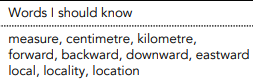 Words I should know
measure, centimetre, kilometre,
forward, backward, downward, eastward
local, locality, location